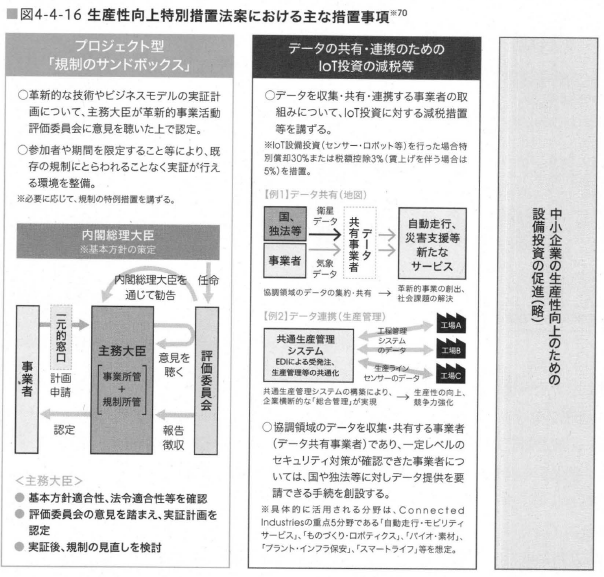 ■図4-4-16 生産性向上特別措置法案における主な措置事項※70
プロジェクト型
「規制のサンドボックス」
○革新的な技術やビジネスモデルの実証計
画について、主務大臣が革新的事業活動
評価委員会に意見を聴いた上で認定。
○参加者や期間を限定すること等により、既
存の規制にとらわれることなく実証が行え
る環境を整備。
※必要に応じて、規制の特例措置を講ずる。
内閣総理大臣
※基本方針の策定
内閣総理大臣を
通じて勧告
任命
事業者
一元的窓口
計画
申請
認定
主務大臣
事業所管
+
規制所管
意見を
聴く
報告
徴収
評価委員会
＜主務大臣＞
● 基本方針適合性、法令適合性等を確認
● 評価委員会の意見を踏まえ、実証計画を
認定
● 実証後、規制の見直しを検討
データの共有・連携のための
IoT投資の減税等
○データを収集・共有・連携する事業者の取
組みについて、IoT投資に対する減税措置
等を講ずる。
※IoT設備投資（センサー・ロボット等）を行った場合特
別償却30%または税額控除3%（賃上げを伴う場合は
5%）を措置。
【例1】データ共有（地図）
国、
独法等
事業者
衛星
データ
気象
データ
データ
共有事業者
自動走行、
災害支援等
新たな
サービス
協調領域のデータの集約・共有 → 革新的事業の創出、
社会課題の解決
【例2】データ連携（生産管理）
共通生産管理
システム
EDIによる受発注、
生産管理等の共通化
工程管理
システム
のデータ
生産ライン
センサーのデータ
工場A
工場B
工場C
共通生産管理システムの構築により、
企業横断的な「総合管理」が実現
→ 生産性の向上、
競争力強化
○協調領域のデータを収集・共有する事業者
（データ共有事業者）であり、一定レベルの
セキュリティ対策が確認できた事業者につ
いては、国や独法等に対しデータ提供を要
請できる手続を創設する。
※具体的に活用される分野は、Connected
Industriesの重点5分野である「自動走行・モビリティ
サービス」、「ものづくり・ロボティクス」、「バイオ・素材」、
「プラント・インフラ保安」、「スマートライフ」等を想定。
中小企業の生産性向上のための
設備投資の促進（略）